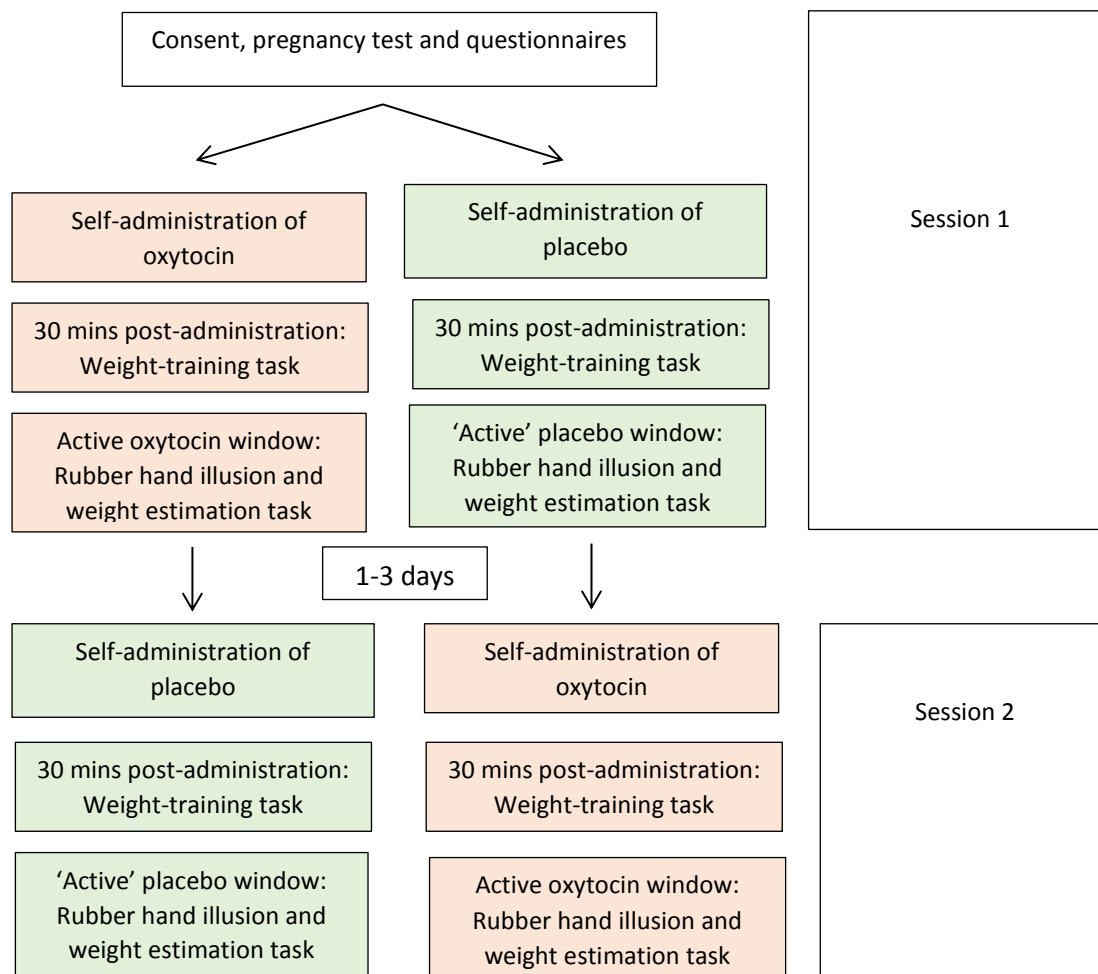 Consent, pregnancy test and questionnaires
Self-administration of
oxytocin
Self-administration of
placebo
Session 1
30 mins post-administration:
Weight-training task
30 mins post-administration:
Weight-training task
Active oxytocin window:
Rubber hand illusion and
weight estimation task
‘Active’ placebo window:
Rubber hand illusion and
weight estimation task
1-3 days
Self-administration of
placebo
Self-administration of
oxytocin
Session 2
30 mins post-administration:
Weight-training task
30 mins post-administration:
Weight-training task
‘Active’ placebo window:
Rubber hand illusion and
weight estimation task
Active oxytocin window:
Rubber hand illusion and
weight estimation task